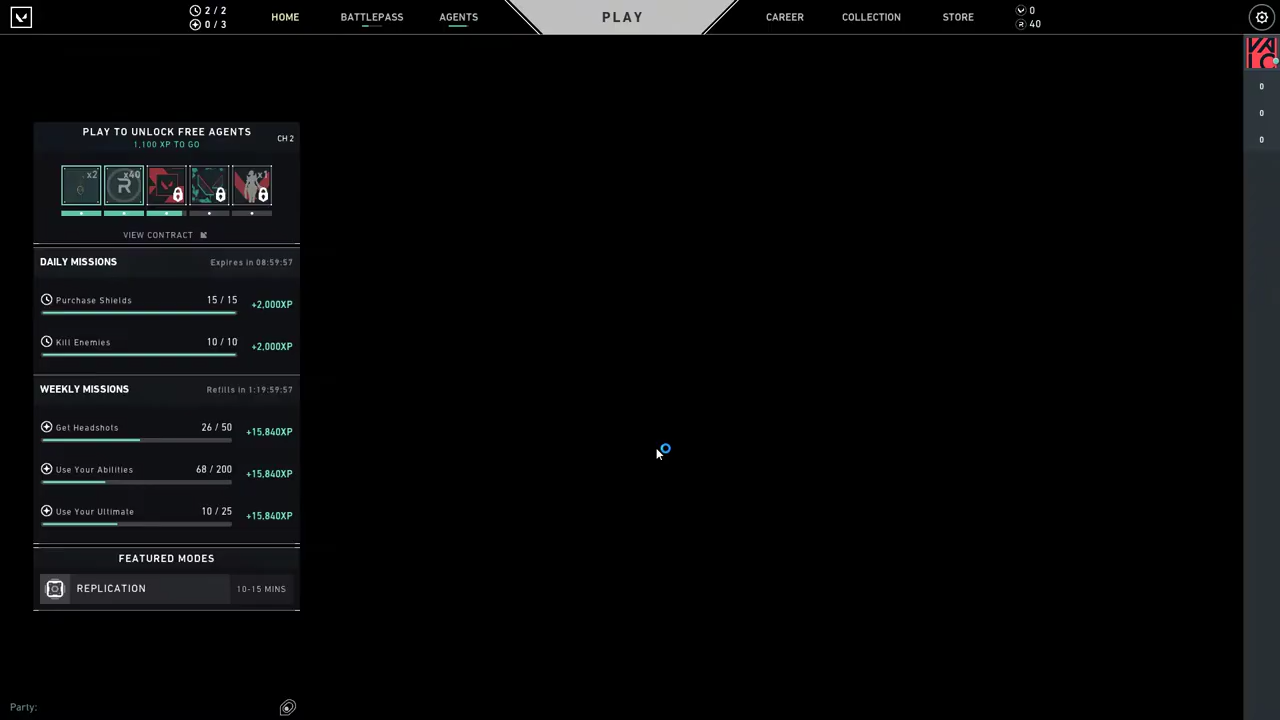 2 / 2
0 / 3
HOME
BATTLEPASS
AGENTS
PLAY
CAREER
COLLECTION
STORE
0
40
PLAY TO UNLOCK FREE AGENTS
1,100 XP TO GO
CH 2
x2
x40
x1
VIEW CONTRACT
DAILY MISSIONS
Expires in 08:59:57
Purchase Shields 15 / 15 +2,000XP
Kill Enemies 10 / 10 +2,000XP
WEEKLY MISSIONS
Refills in 1:19:59:57
Get Headshots 26 / 50 +15,840XP
Use Your Abilities 68 / 200 +15,840XP
Use Your Ultimate 10 / 25 +15,840XP
FEATURED MODES
REPLICATION 10-15 MINS
0
0
0
Party: